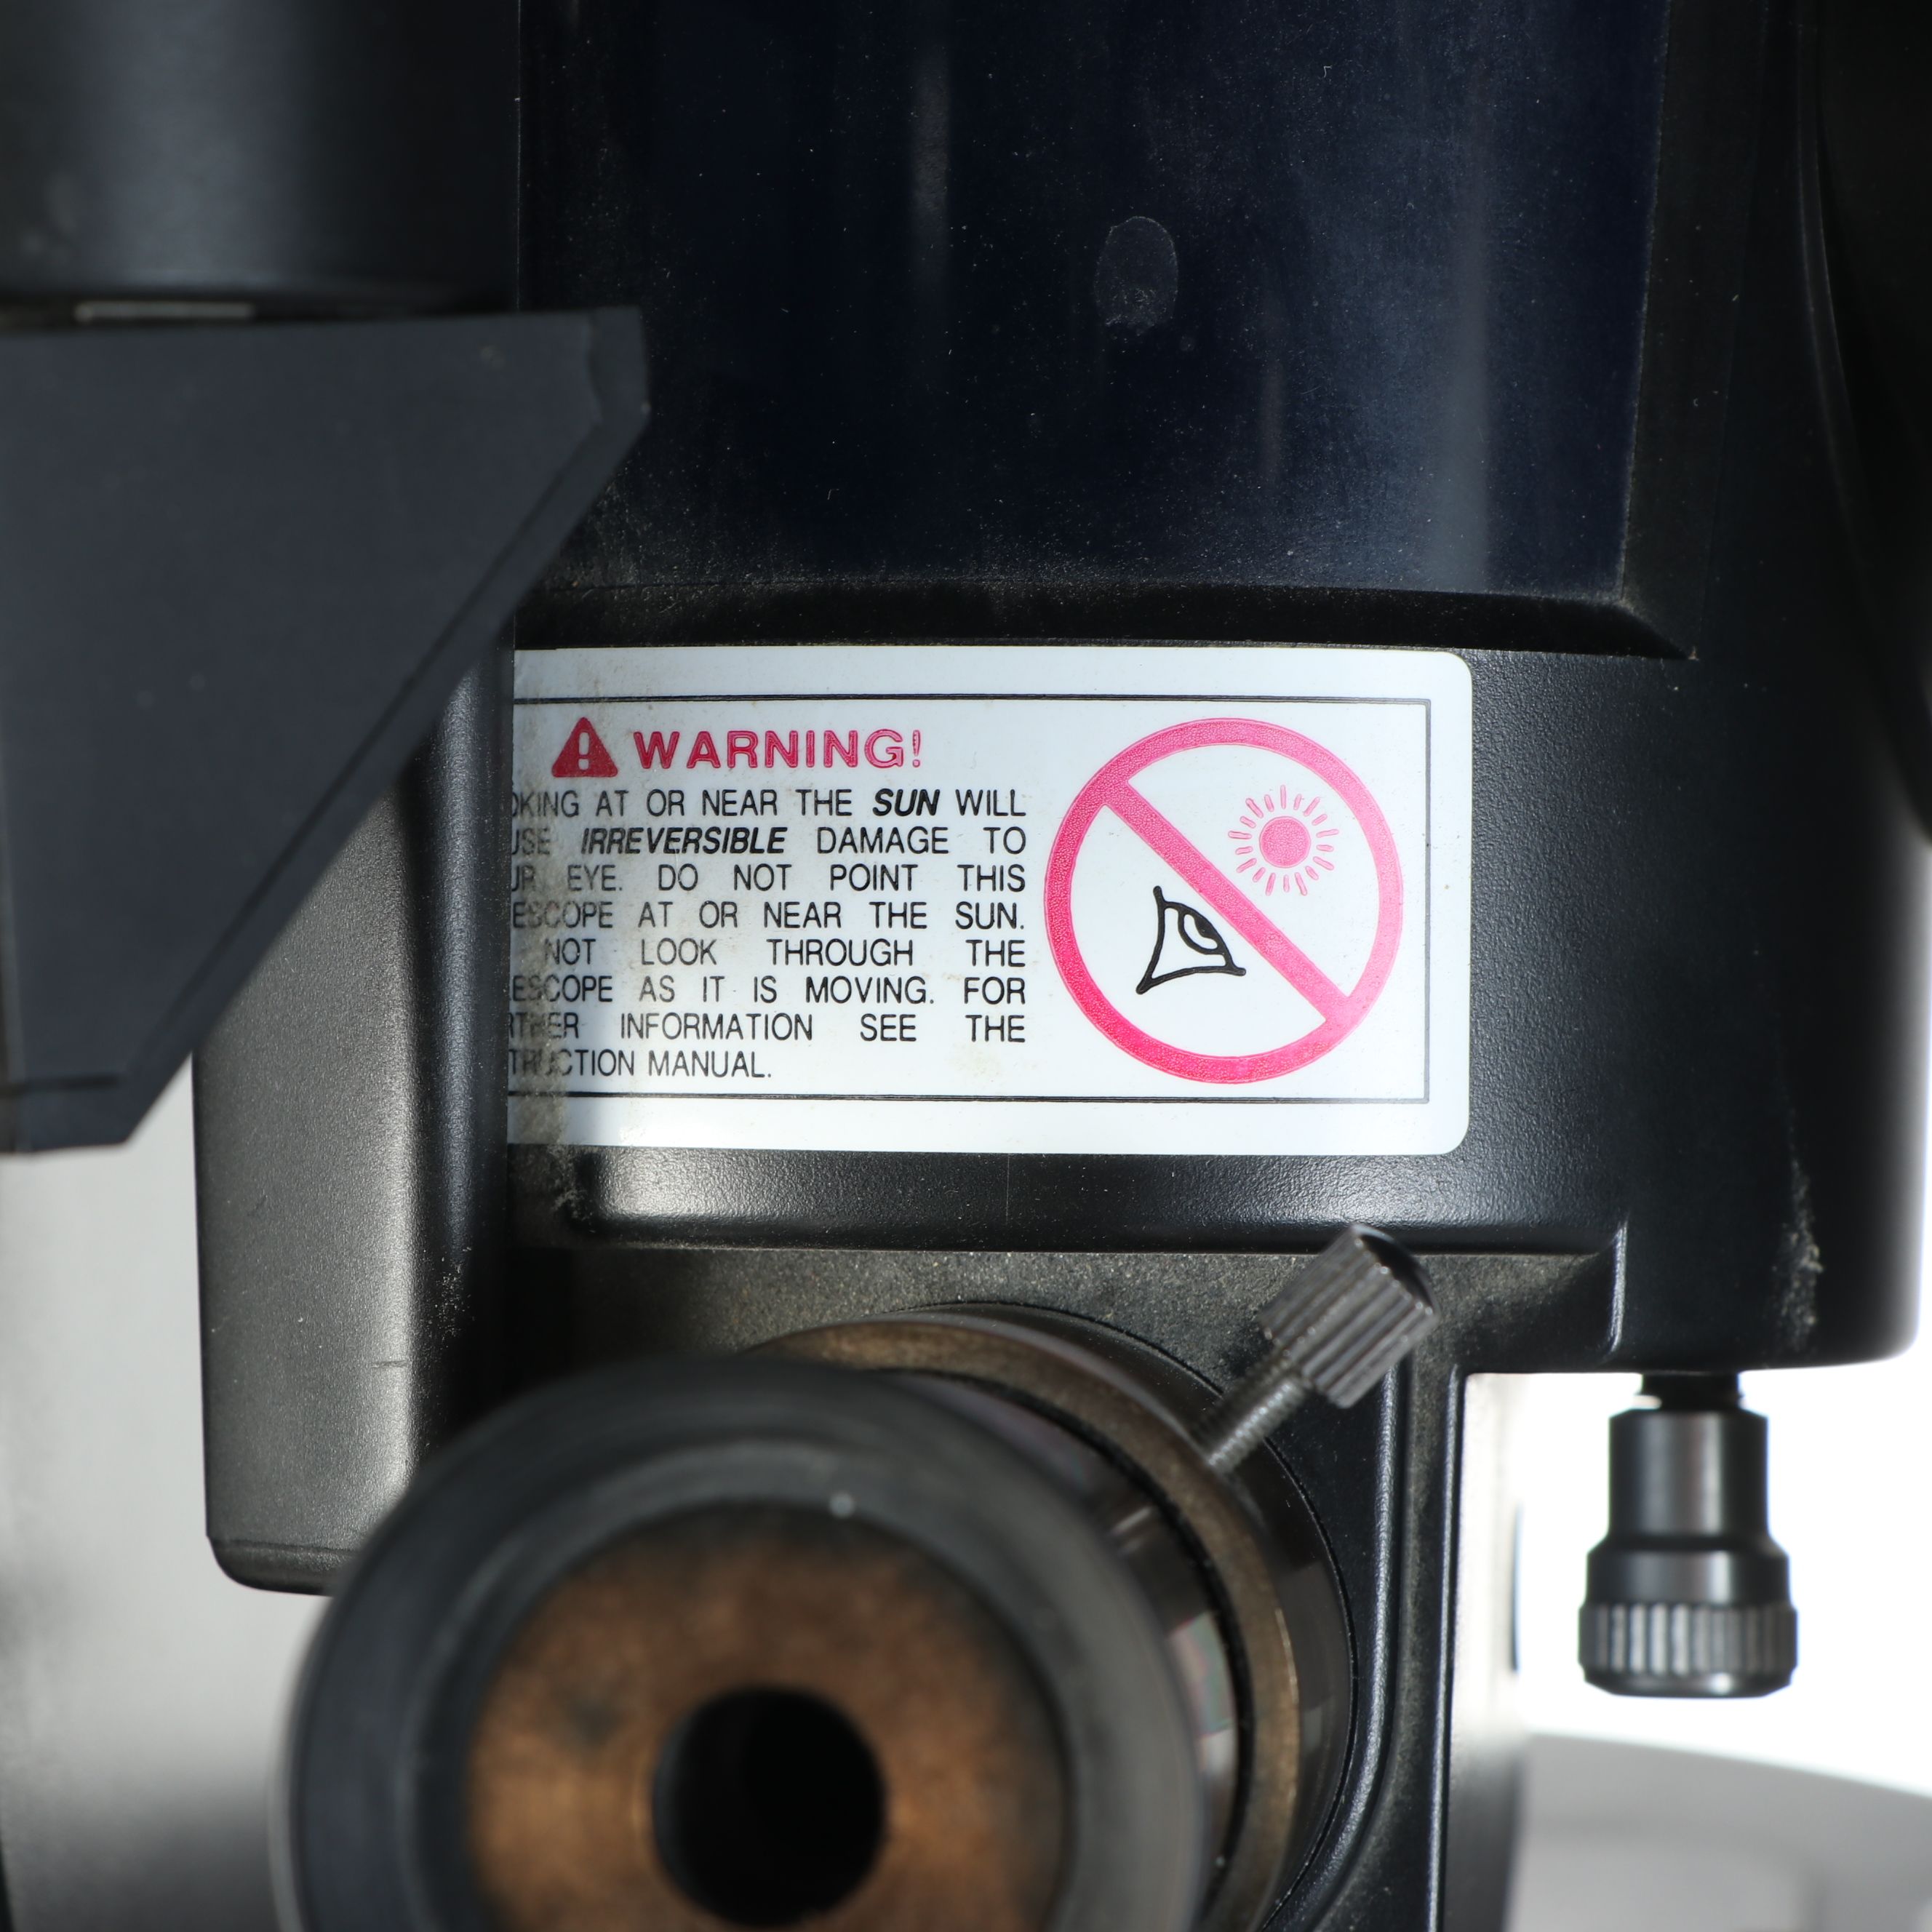 WARNING!
OKING AT OR NEAR THE SUN WILL
USE IRREVERSIBLE DAMAGE TO
UR EYE. DO NOT POINT THIS
ESCOPE AT OR NEAR THE SUN.
NOT LOOK THROUGH THE
ESCOPE AS IT IS MOVING. FOR
RTHER INFORMATION SEE THE
TRUCTION MANUAL.